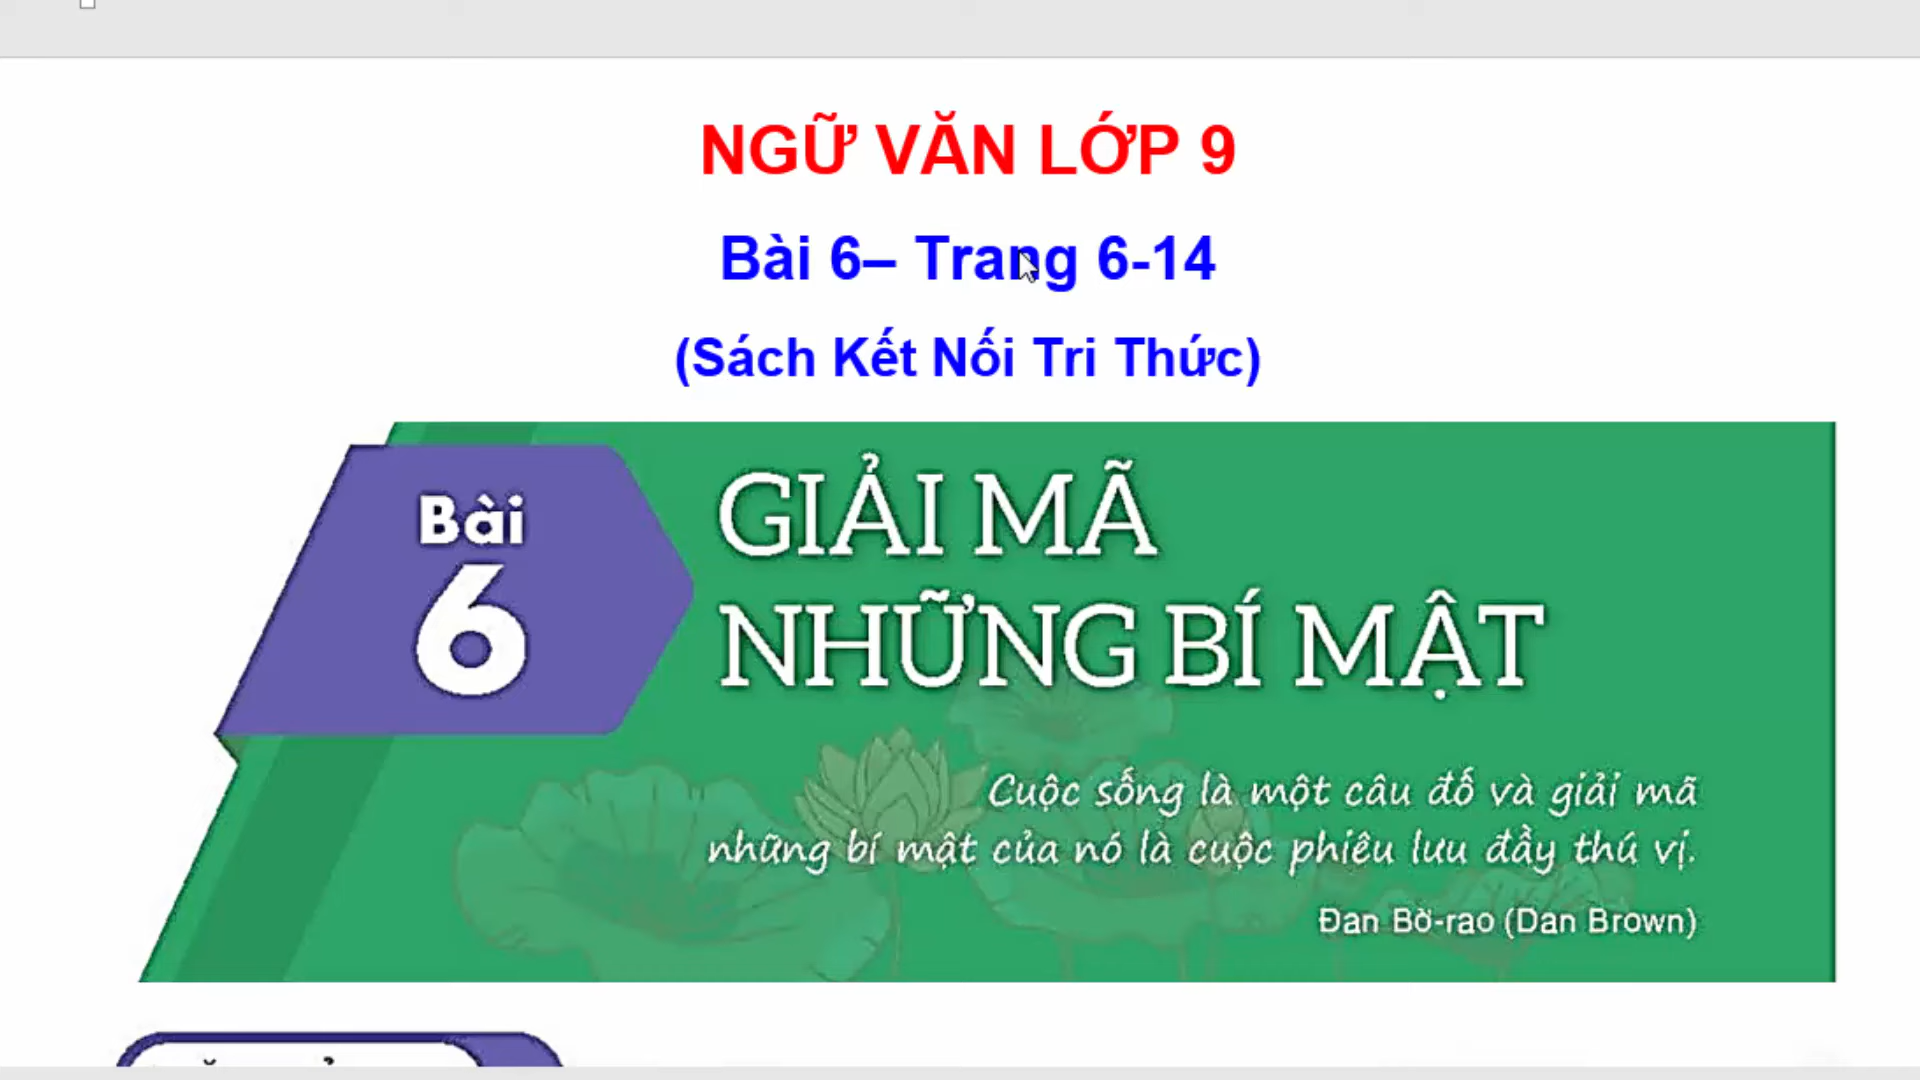 NGỮ VĂN LỚP 9
Bài 6– Trang 6-14
(Sách Kết Nối Tri Thức)
Bài
6
GIẢI MÃ
NHỮNG BÍ MẬT
Cuộc sống là một câu đố và giải mã
những bí mật của nó là cuộc phiêu lưu đầy thú vị.
Đan Bờ-rao (Dan Brown)